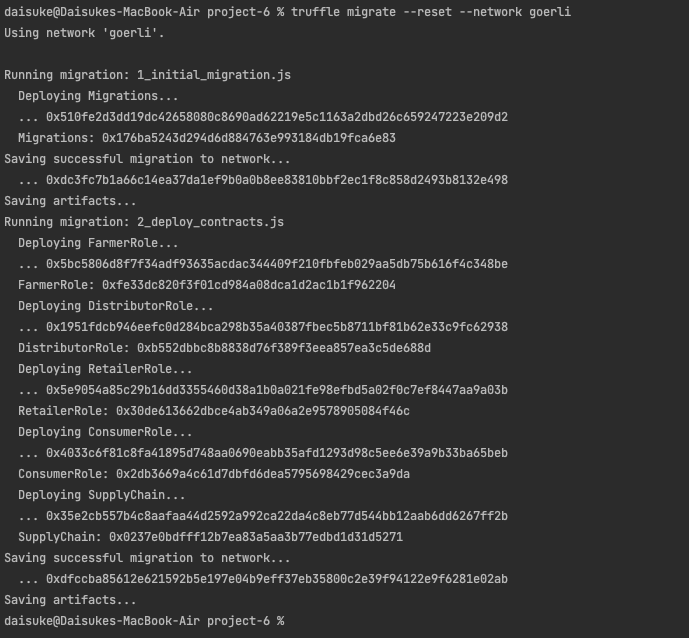 daisuke@Daisukes-MacBook-Air project-6 % truffle migrate --reset --network goerli
Using network 'goerli'.
Running migration: 1_initial_migration.js
Deploying Migrations...
... 0x510fe2d3dd19dc42658080c8690ad62219e5c1163a2dbd26c659247223e209d2
Migrations: 0x176ba5243d294d6d884763e993184db19fca6e83
Saving successful migration to network...
... 0xdc3fc7b1a66c14ea37da1ef9b0a0b8ee83810bbf2ec1f8c858d2493b8132e498
Saving artifacts...
Running migration: 2_deploy_contracts.js
Deploying FarmerRole...
... 0x5bc5806d8f7f34adf93635acdac344409f210fbfeb029aa5db75b616f4c348be
FarmerRole: 0xfe33dc820f3f01cd984a08dca1d2ac1b1f962204
Deploying DistributorRole...
... 0x1951fdcb946eefc0d284bca298b35a40387fbec5b8711bf81b62e33c9fc62938
DistributorRole: 0xb552dbbc8b8838d76f389f3eea857ea3c5de688d
Deploying RetailerRole...
... 0x5e9054a85c29b16dd3355460d38a1b0a021fe98efbd5a02f0c7ef8447aa9a03b
RetailerRole: 0x30de613662dbce4ab349a06a2e9578905084f46c
Deploying ConsumerRole...
... 0x4033c6f81c8fa41895d748aa0690eabb35afd1293d98c5ee6e39a9b33ba65beb
ConsumerRole: 0x2db3669a4c61d7dbfd6dea5795698429cec3a9da
Deploying SupplyChain...
... 0x35e2cb557b4c8aafaa44d2592a992ca22da4c8eb77d544bb12aab6dd6267ff2b
SupplyChain: 0x0237e0bdfff12b7ea83a5aa3b77edbd1d31d5271
Saving successful migration to network...
... 0xdfccba85612e621592b5e197e04b9eff37eb35800c2e39f94122e9f6281e02ab
Saving artifacts...
daisuke@Daisukes-MacBook-Air project-6 %